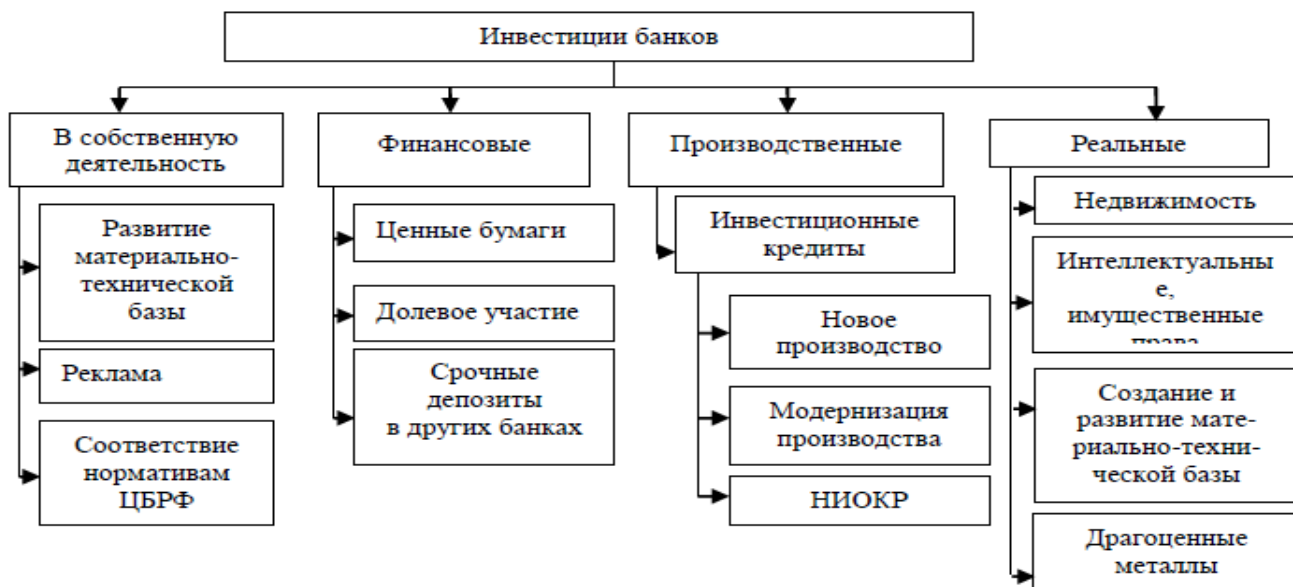 Инвестиции банков
В собственную
деятельность
Развитие
материально-
технической
базы
Реклама
Соответствие
нормативам
ЦБРФ
Финансовые
Ценные бумаги
Долевое участие
Срочные
депозиты
в других банках
Производственные
Инвестиционные
кредиты
Новое
производство
Модернизация
производства
НИОКР
Реальные
Недвижимость
Интеллектуальны
е,
имущественные
права
Создание и
развитие мате-
риально-техни-
ческой базы
Драгоценные
металлы